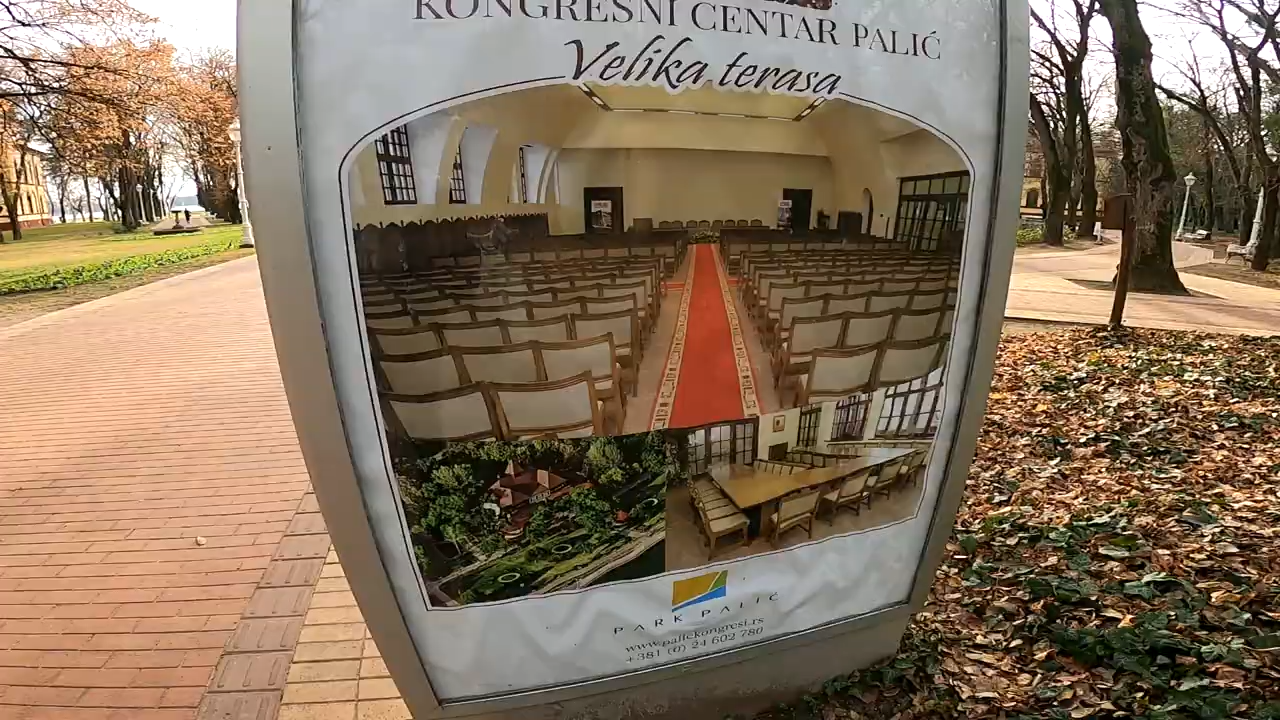 KONGRESNI CENTAR PALIĆ
Velika terasa
PARK PALIĆ
www.palickongresi.rs
+381 (0) 24 602 780